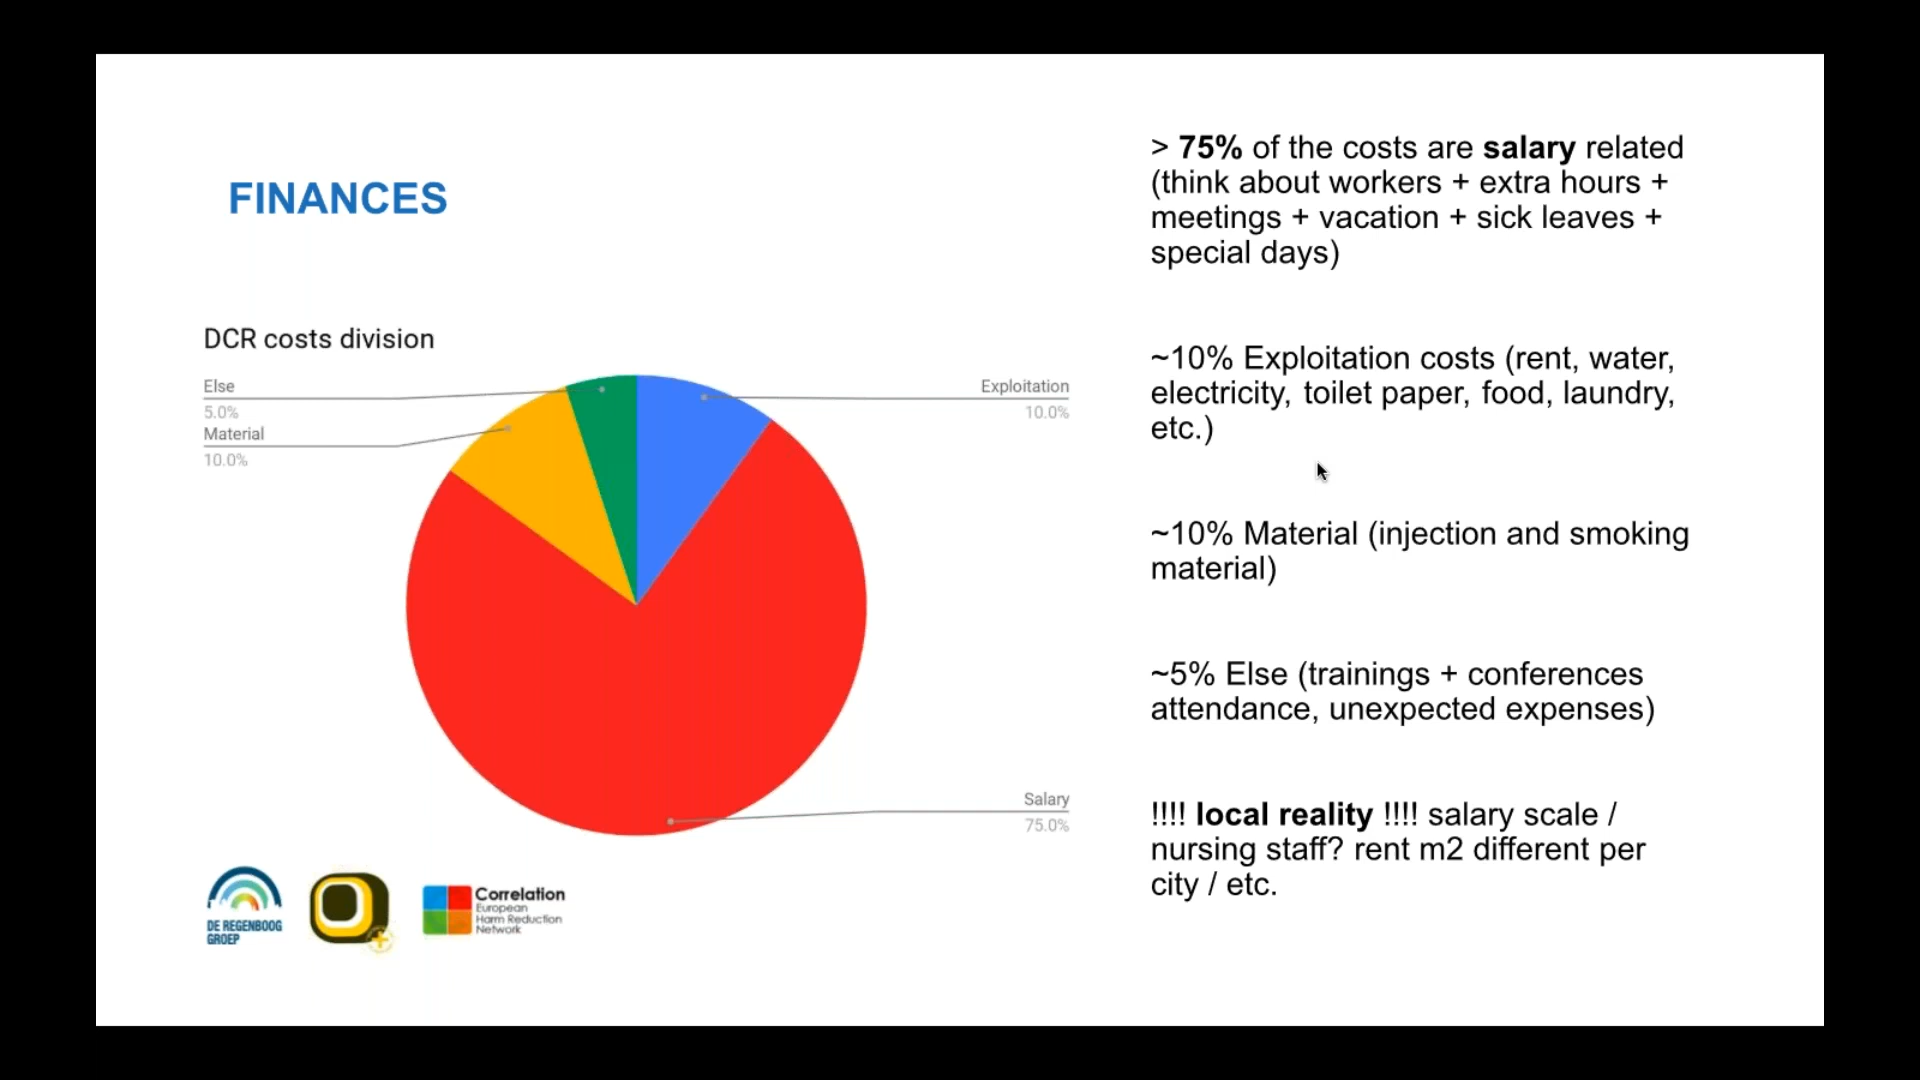 FINANCES
DCR costs division
Else
5.0%
Material
10.0%
Exploitation
10.0%
Salary
75.0%
> 75% of the costs are salary related
(think about workers + extra hours +
meetings + vacation + sick leaves +
special days)
~10% Exploitation costs (rent, water,
electricity, toilet paper, food, laundry,
etc.)
~10% Material (injection and smoking
material)
~5% Else (trainings + conferences
attendance, unexpected expenses)
!!!! local reality !!!! salary scale /
nursing staff? rent m2 different per
city / etc.
DE REGENBOOG
GROEP
Correlation
European
Harm Reduction
Network